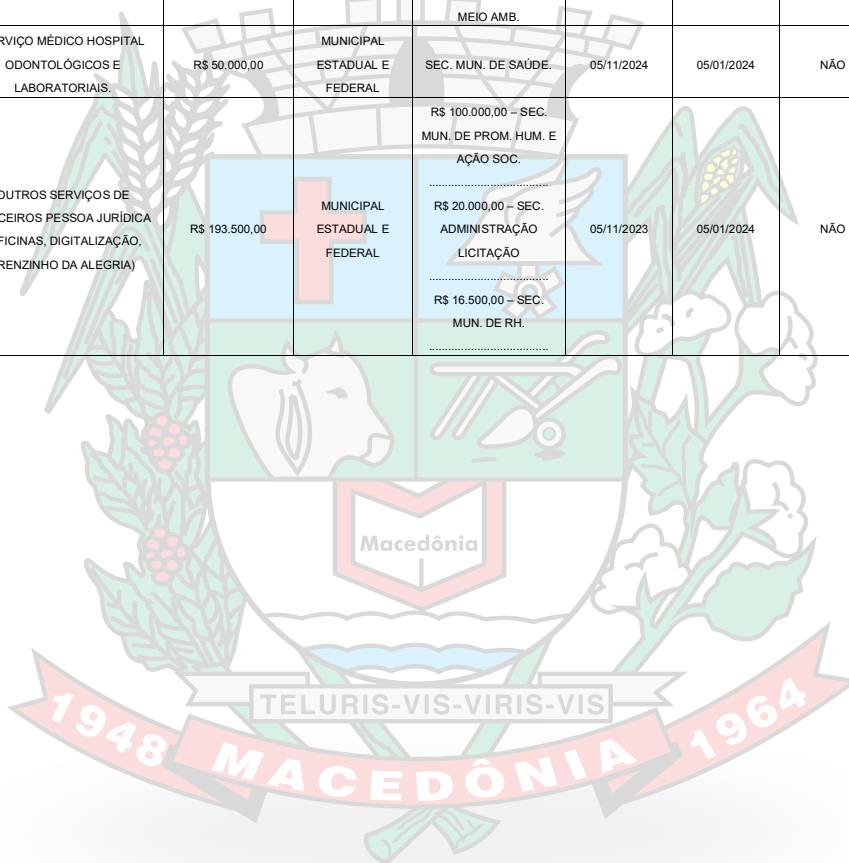 MEIO AMB.
RVIÇO MÉDICO HOSPITAL
ODONTOLÓGICOS E
LABORATORIAIS.
R$ 50.000,00
MUNICIPAL
ESTADUAL E
FEDERAL
SEC. MUN. DE SAÚDE.
05/11/2024
05/01/2024
NÃO
OUTROS SERVIÇOS DE
CEIROS PESSOA JURÍDICA
FICINAS, DIGITALIZAÇÃO,
RENZINHO DA ALEGRIA)
R$ 193.500,00
MUNICIPAL
ESTADUAL E
FEDERAL
R$ 100.000,00 – SEC.
MUN. DE PROM. HUM. E
AÇÃO SOC.
.....................................
R$ 20.000,00 – SEC.
ADMINISTRAÇÃO
LICITAÇÃO
.....................................
R$ 16.500,00 – SEC.
MUN. DE RH.
.....................................
05/11/2023
05/01/2024
NÃO
Macedônia
TELURIS-VIS-VIRIS-VIS
1948 MACEDÔNIA 1964